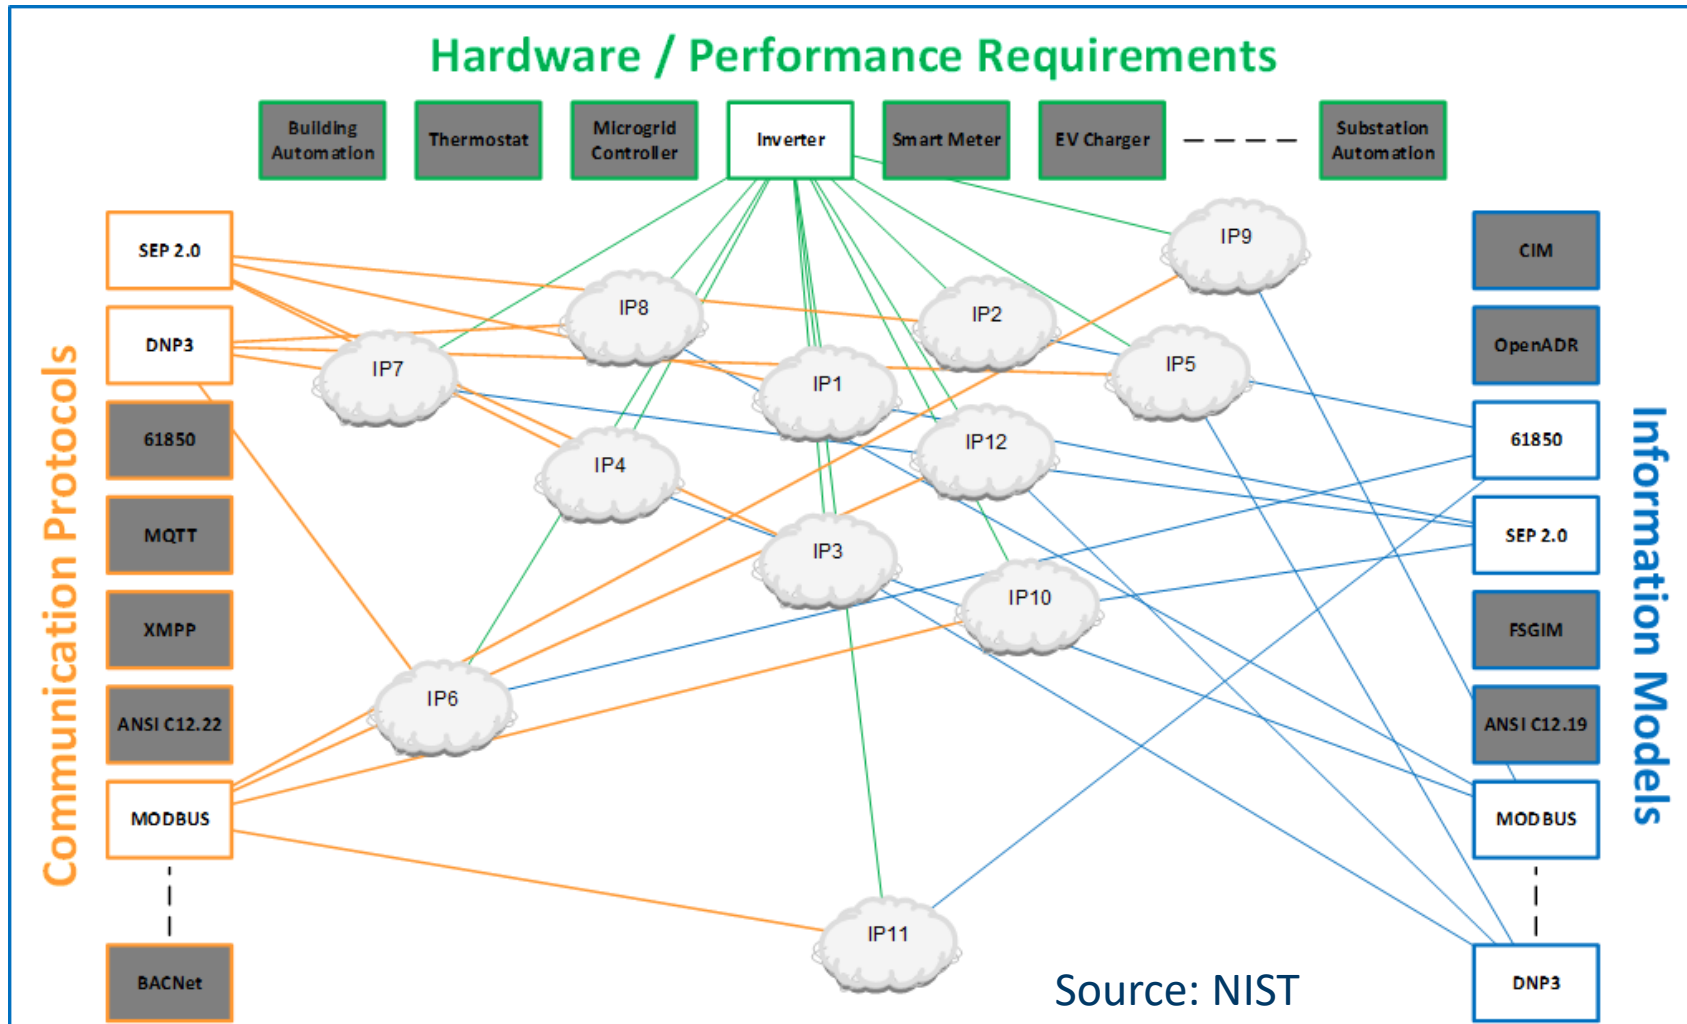 Hardware / Performance Requirements
Building
Automation
Thermostat
Microgrid
Controller
Inverter
Smart Meter
EV Charger
Substation
Automation
Communication Protocols
SEP 2.0
DNP3
61850
MQTT
XMPP
ANSI C12.22
MODBUS
BACNet
IP9
IP8
IP2
IP7
IP1
IP5
IP4
IP12
IP3
IP10
IP6
IP11
Information Models
CIM
OpenADR
61850
SEP 2.0
FSGIM
ANSI C12.19
MODBUS
DNP3
Source: NIST